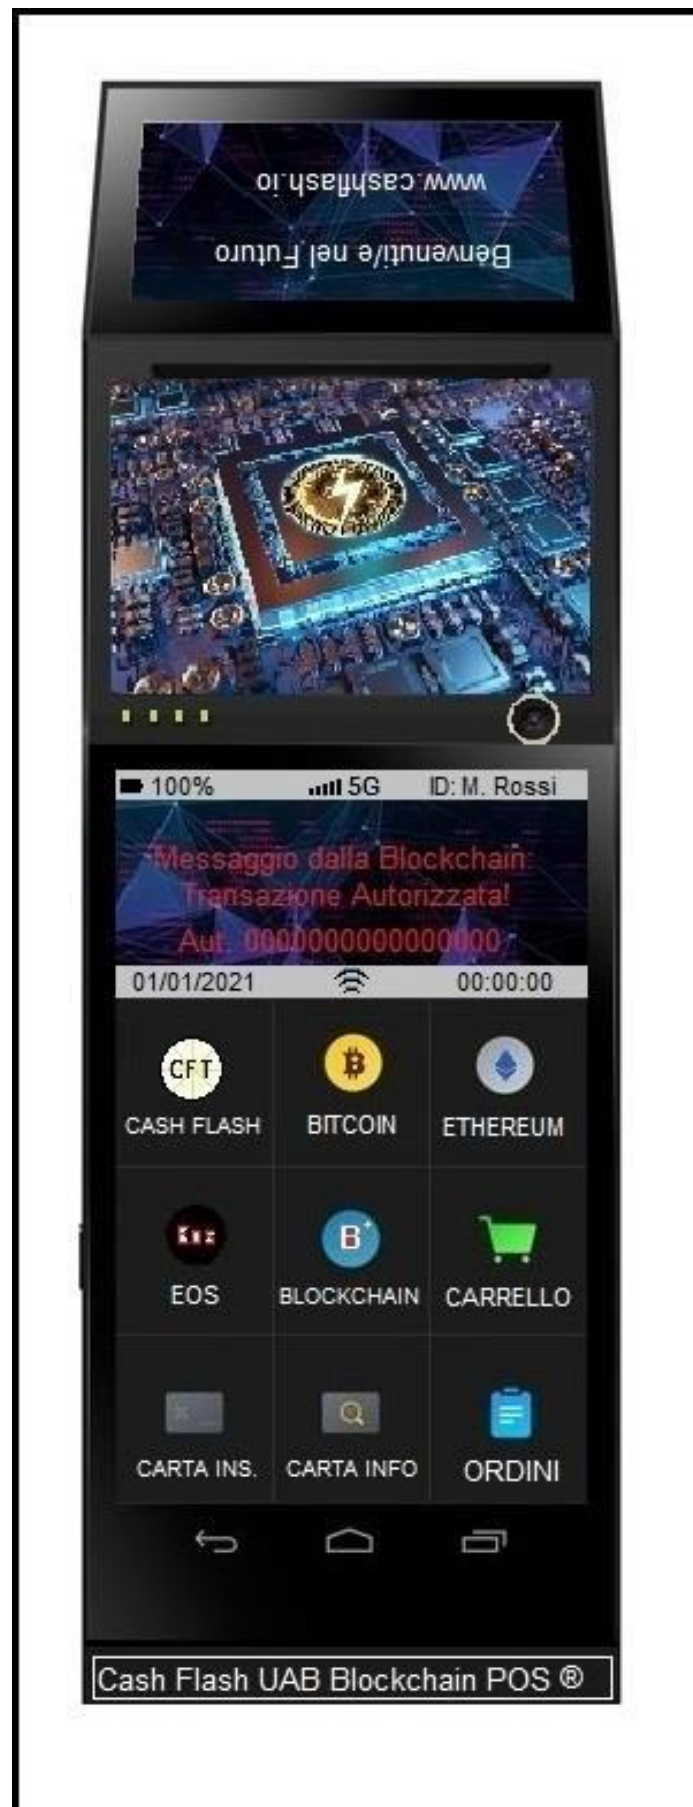 www.cashflash.io
Benvenuti/e nel Futuro
100% 5G ID: M. Rossi
Messaggio dalla Blockchain:
Transazione Autorizzata!
Aut. 0000000000000000
01/01/2021 00:00:00
CFT
CASH FLASH BITCOIN ETHEREUM
B
EOS BLOCKCHAIN CARRELLO
CARTA INS. CARTA INFO ORDINI
Cash Flash UAB Blockchain POS ®